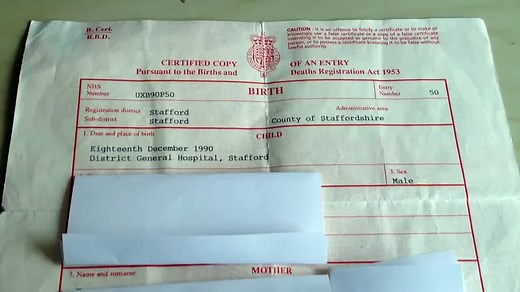 B. Cert.
R.B.D.
CAUTION - It is an offence to falsify a certificate or to make or
knowingly use a false certificate or a copy of a false certificate
intending it to be accepted as genuine to the prejudice of any
person, or to possess a certificate knowing it to be false without
lawful authority
CERTIFIED COPY OF AN ENTRY
Pursuant to the Births and Deaths Registration Act 1953
NHS Number UXB90P50
BIRTH
Entry Number 50
Registration district Stafford
Administrative area
Sub-district Stafford
County of Staffordshire
1. Date and place of birth
CHILD
Eighteenth December 1990
District General Hospital, Stafford
3. Sex
Male
7. Name and surname
MOTHER